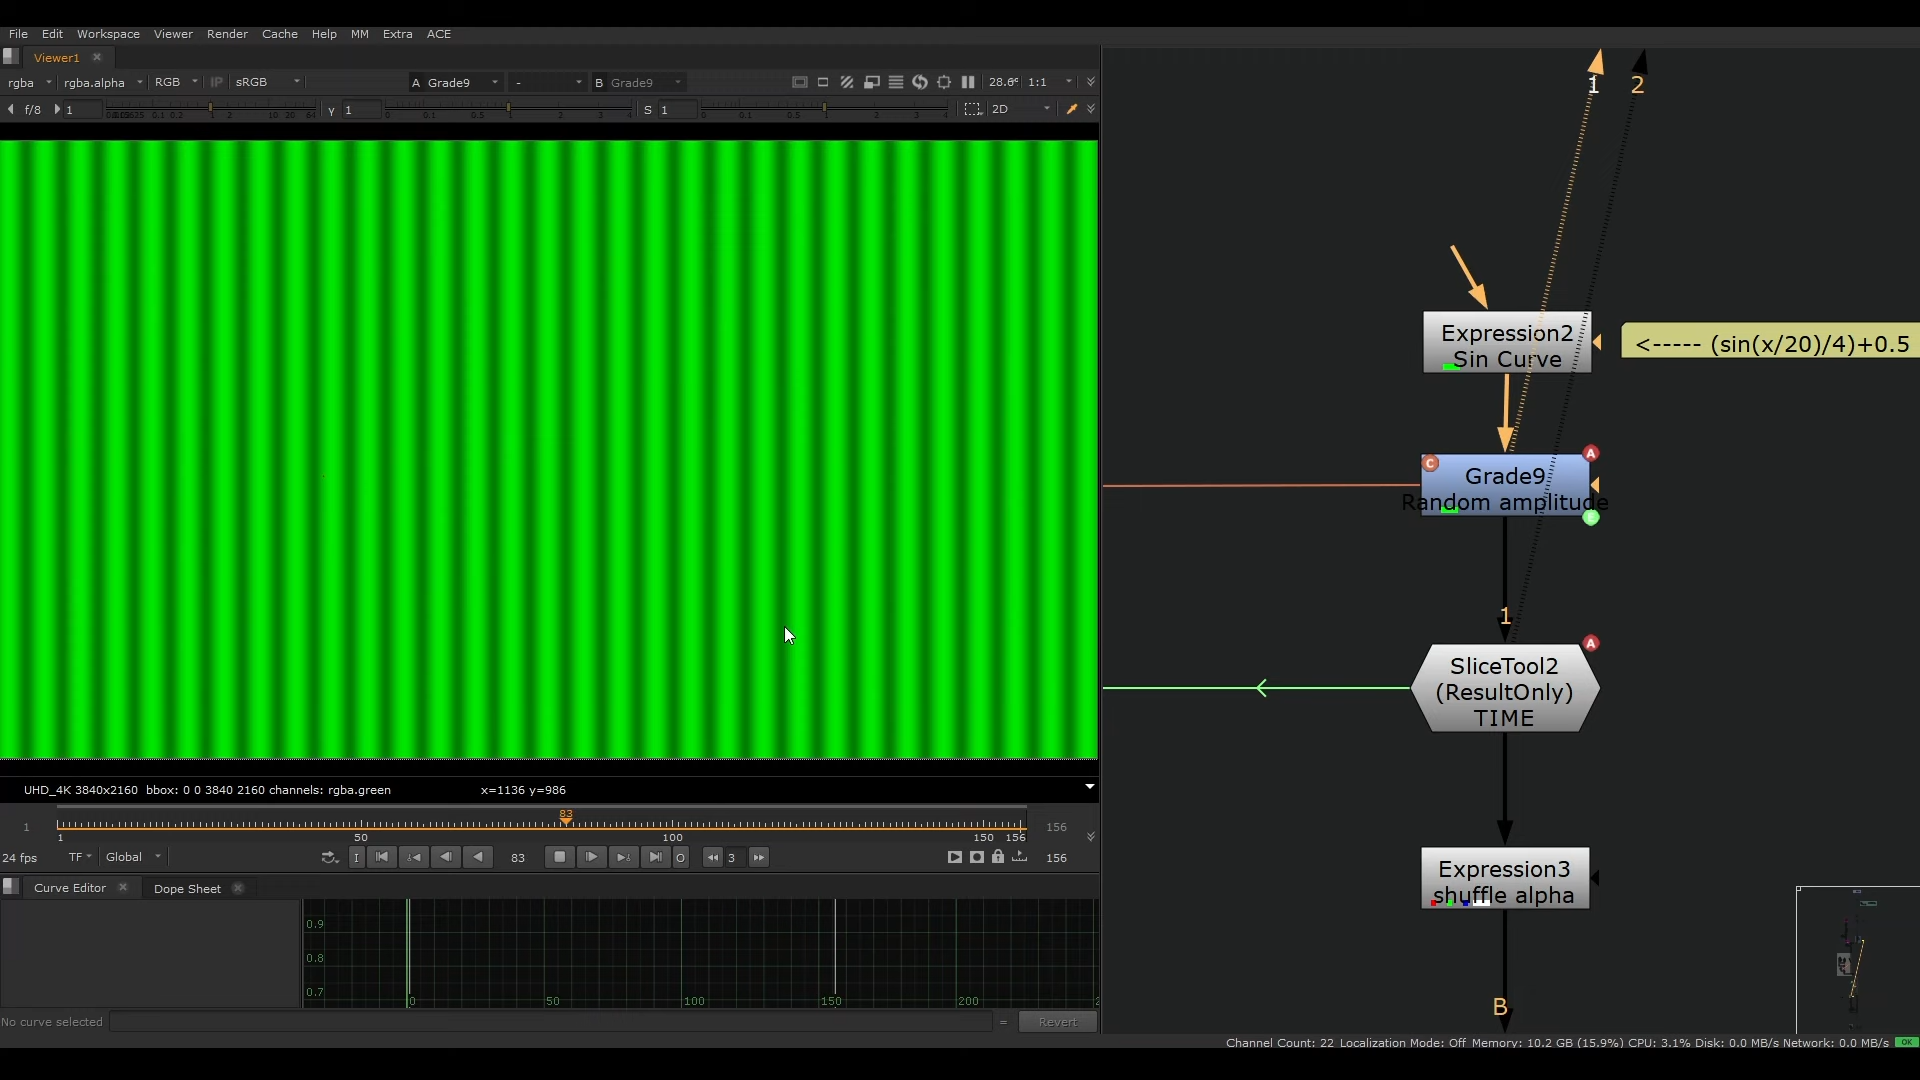 File Edit Workspace Viewer Render Cache Help MM Extra ACE
Viewer1
rgba rgba.alpha RGB IP sRGB A Grade9 - B Grade9 1:1
f/8 1 γ 1 S 1 2D
1 2
Expression2
Sin Curve
<----- (sin(x/20)/4)+0.5
C A
Grade9
Random amplitude
1
A
SliceTool2
(ResultOnly)
TIME
Expression3
shuffle alpha
B
UHD_4K 3840x2160 bbox: 0 0 3840 2160 channels: rgba.green x=1136 y=986
83
1 156
1 50 100 150 156
24 fps TF Global I 83 O 3 156
Curve Editor Dope Sheet
0.9
0.8
0.7
0 50 100 150 200
No curve selected = Revert
Channel Count: 22 Localization Mode: Off Memory: 10.2 GB (15.9%) CPU: 3.1% Disk: 0.0 MB/s Network: 0.0 MB/s OK